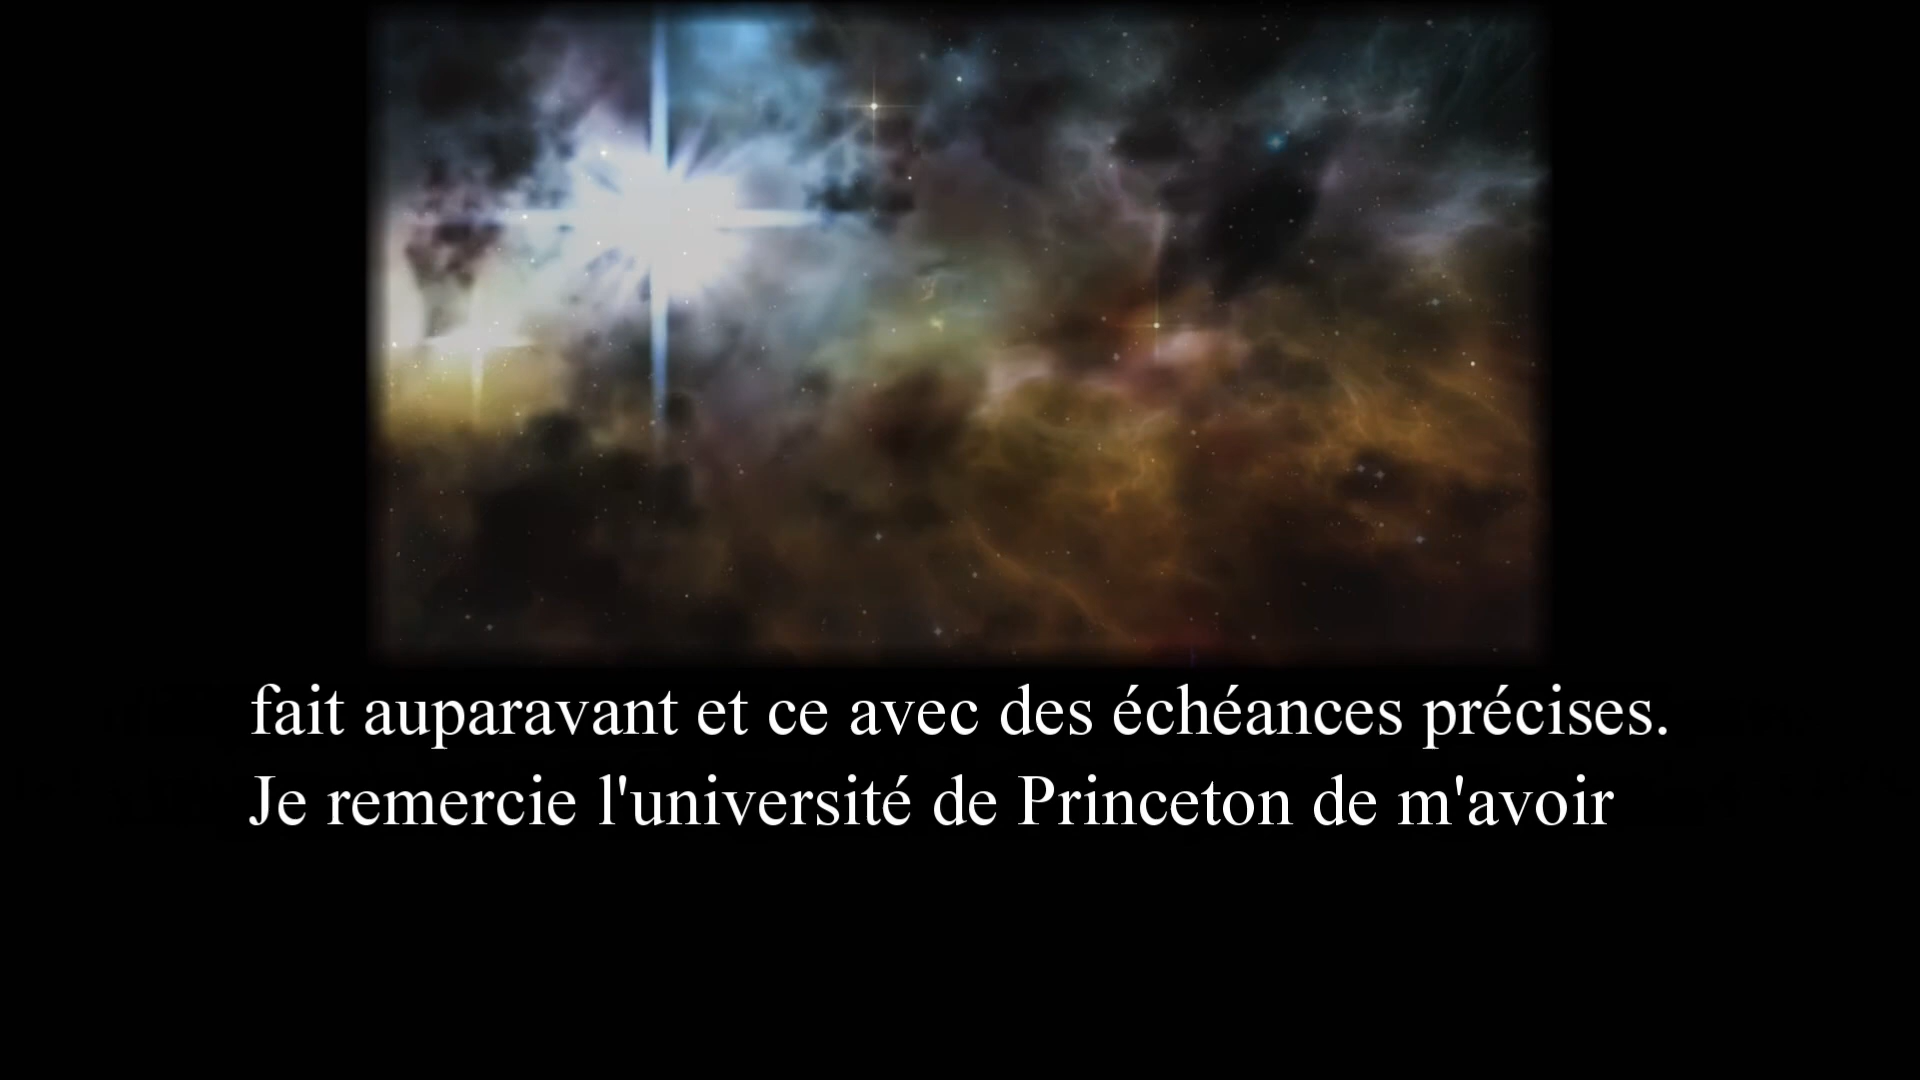 fait auparavant et ce avec des échéances précises.
Je remercie l'université de Princeton de m'avoir